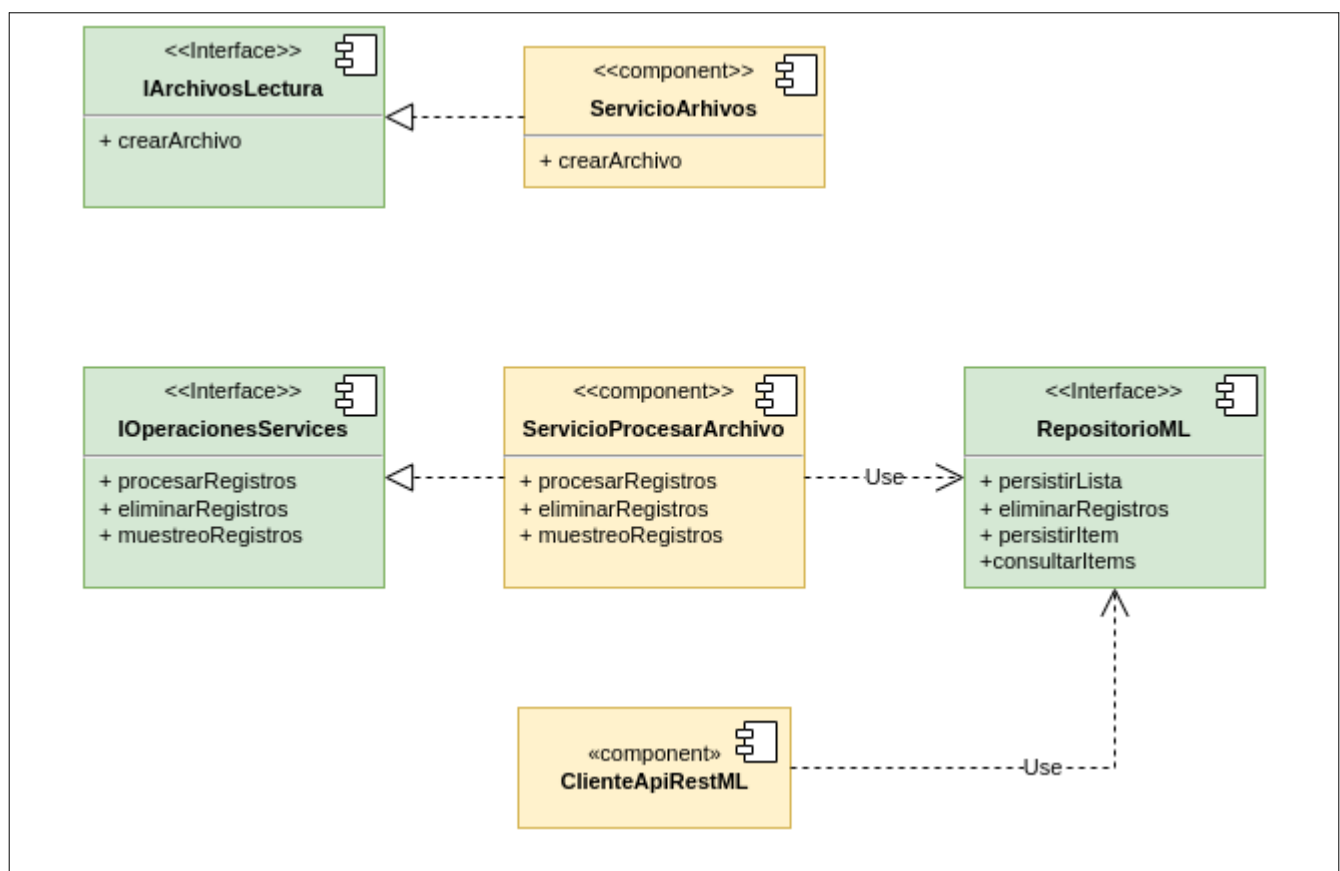 <<Interface>>
IArchivosLectura
+ crearArchivo
<<component>>
ServicioArhivos
+ crearArchivo
<<Interface>>
IOperacionesServices
+ procesarRegistros
+ eliminarRegistros
+ muestreoRegistros
<<component>>
ServicioProcesarArchivo
+ procesarRegistros
+ eliminarRegistros
+ muestreoRegistros
Use
<<Interface>>
RepositorioML
+ persistirLista
+ eliminarRegistros
+ persistirItem
+consultarItems
«component»
ClienteApiRestML
Use